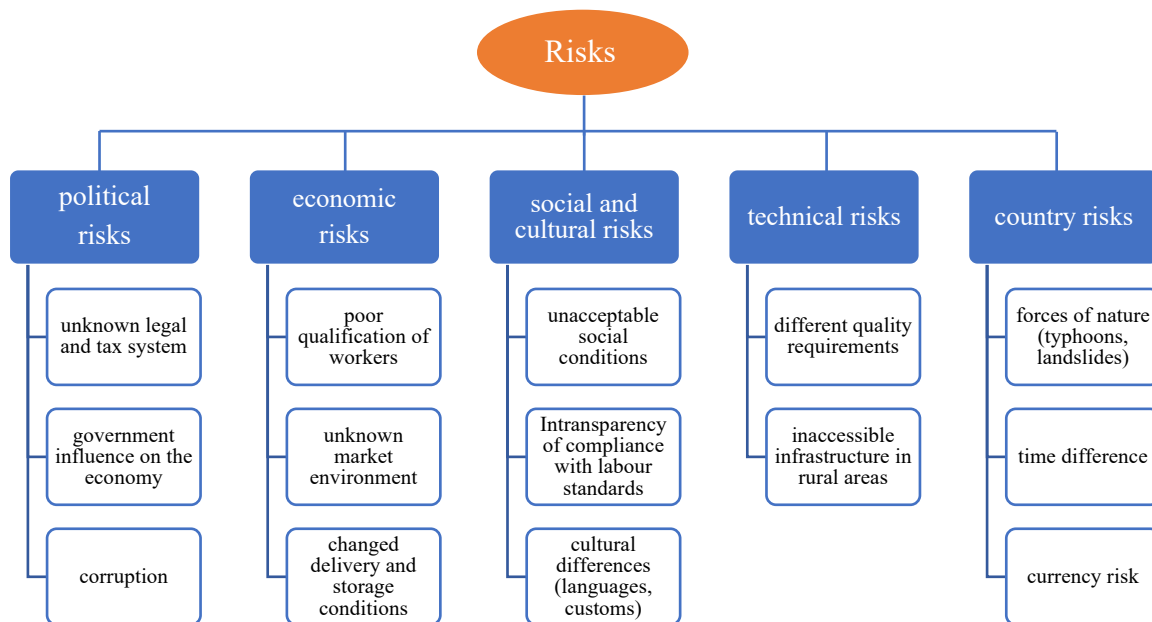 Risks
political
risks
unknown legal
and tax system
government
influence on the
economy
corruption
economic
risks
poor
qualification of
workers
unknown
market
environment
changed
delivery and
storage
conditions
social and
cultural risks
unacceptable
social
conditions
Intransparency
of compliance
with labour
standards
cultural
differences
(languages,
customs)
technical risks
different quality
requirements
inaccessible
infrastructure in
rural areas
country risks
forces of nature
(typhoons,
landslides)
time difference
currency risk